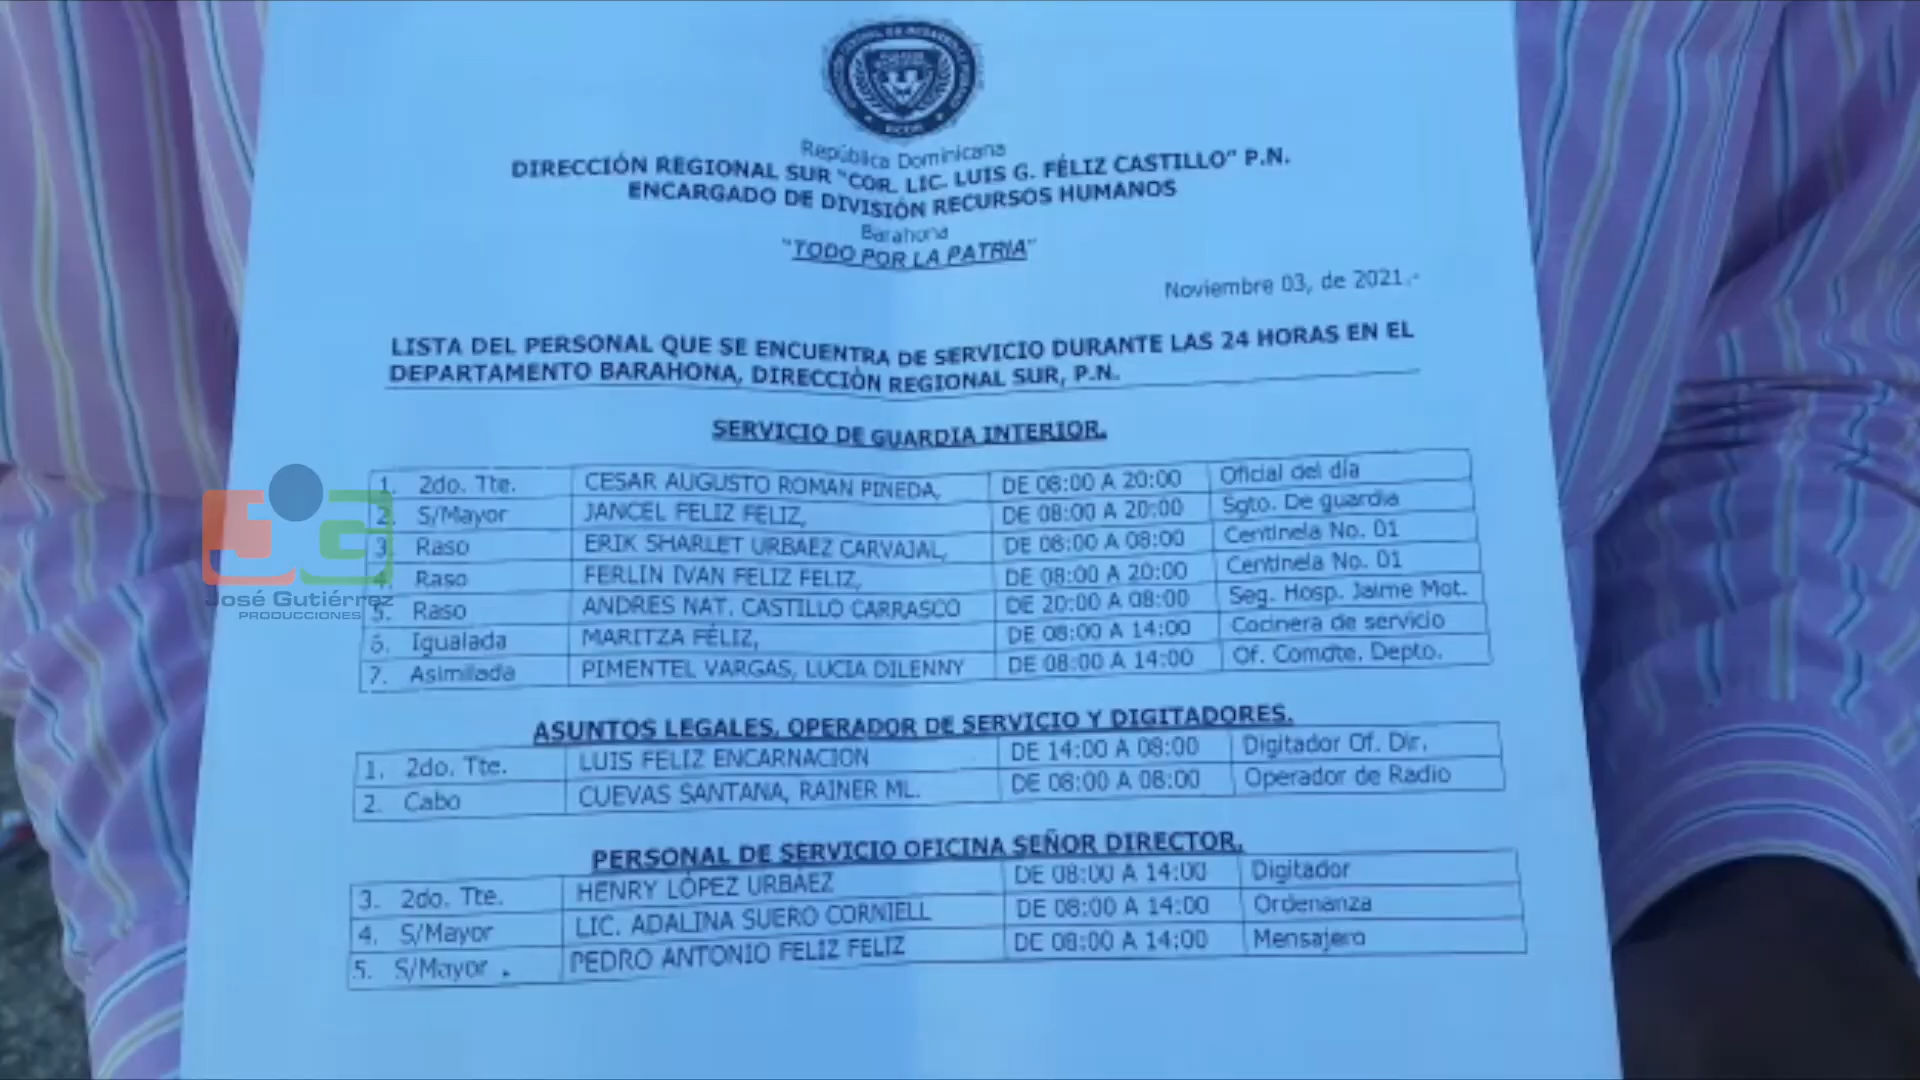 República Dominicana
DIRECCIÓN REGIONAL SUR "COR. LIC. LUIS G. FÉLIZ CASTILLO" P.N.
ENCARGADO DE DIVISIÓN RECURSOS HUMANOS
Barahona
"TODO POR LA PATRIA"
Noviembre 03, de 2021.-
LISTA DEL PERSONAL QUE SE ENCUENTRA DE SERVICIO DURANTE LAS 24 HORAS EN EL
DEPARTAMENTO BARAHONA, DIRECCIÓN REGIONAL SUR, P.N.
SERVICIO DE GUARDIA INTERIOR.
1. 2do. Tte. CESAR AUGUSTO ROMAN PINEDA, DE 08:00 A 20:00 Oficial del día
2. S/Mayor JANCEL FELIZ FELIZ, DE 08:00 A 20:00 Sgto. De guardia
3. Raso ERIK SHARLET URBAEZ CARVAJAL, DE 08:00 A 08:00 Centinela No. 01
4. Raso FERLIN IVAN FELIZ FELIZ, DE 08:00 A 20:00 Centinela No. 01
5. Raso ANDRES NAT. CASTILLO CARRASCO DE 20:00 A 08:00 Seg. Hosp. Jaime Mot.
6. Igualada MARITZA FÉLIZ, DE 08:00 A 14:00 Cocinera de servicio
7. Asimilada PIMENTEL VARGAS, LUCIA DILENNY DE 08:00 A 14:00 Of. Comdte. Depto.
ASUNTOS LEGALES, OPERADOR DE SERVICIO Y DIGITADORES.
1. 2do. Tte. LUIS FELIZ ENCARNACION DE 14:00 A 08:00 Digitador Of. Dir.
2. Cabo CUEVAS SANTANA, RAINER ML. DE 08:00 A 08:00 Operador de Radio
PERSONAL DE SERVICIO OFICINA SEÑOR DIRECTOR.
3. 2do. Tte. HENRY LÓPEZ URBAEZ DE 08:00 A 14:00 Digitador
4. S/Mayor LIC. ADALINA SUERO CORNIELL DE 08:00 A 14:00 Ordenanza
5. S/Mayor . PEDRO ANTONIO FELIZ FELIZ DE 08:00 A 14:00 Mensajero
JG
José Gutiérrez
PRODUCCIONES